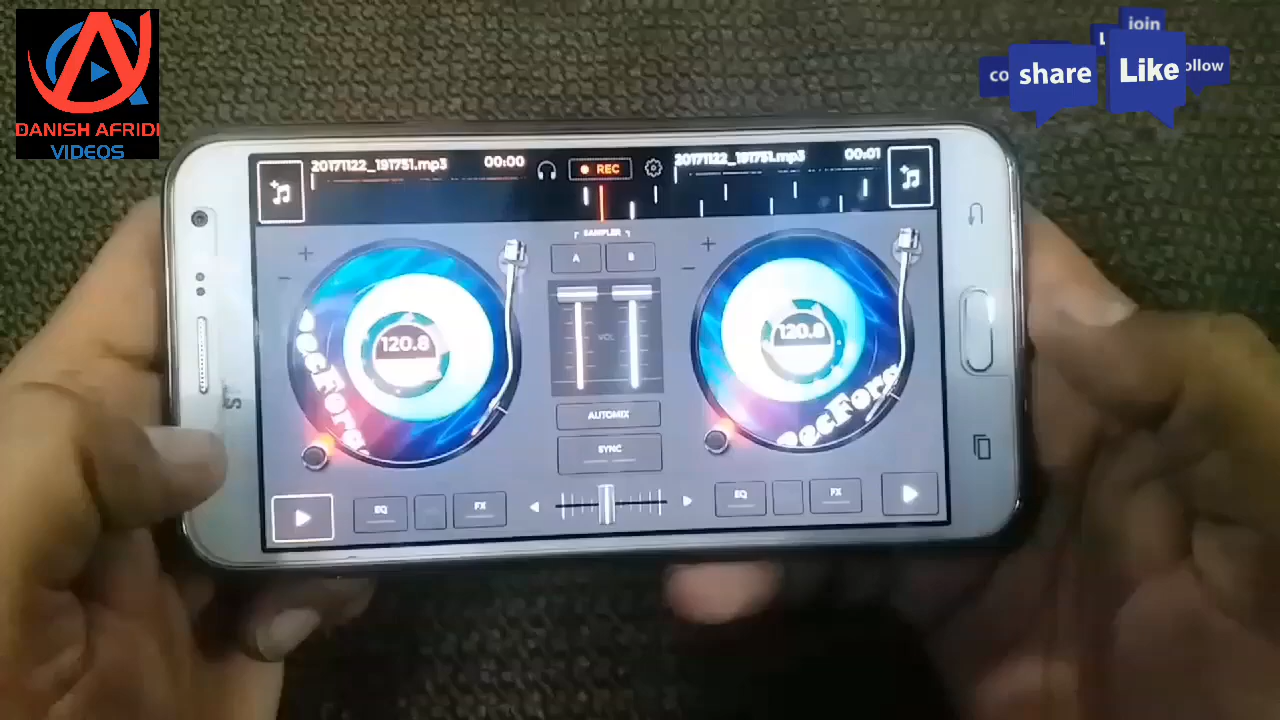 DANISH AFRIDI
VIDEOS
join
L
co
share
Like
ollow
20171122_191751.mp3
00:00
REC
20171122_191751.mp3
00:01
SAMPLER
A
B
120.8
120.8
VOL
AUTOMIX
SYNC
EQ
FX
EQ
FX